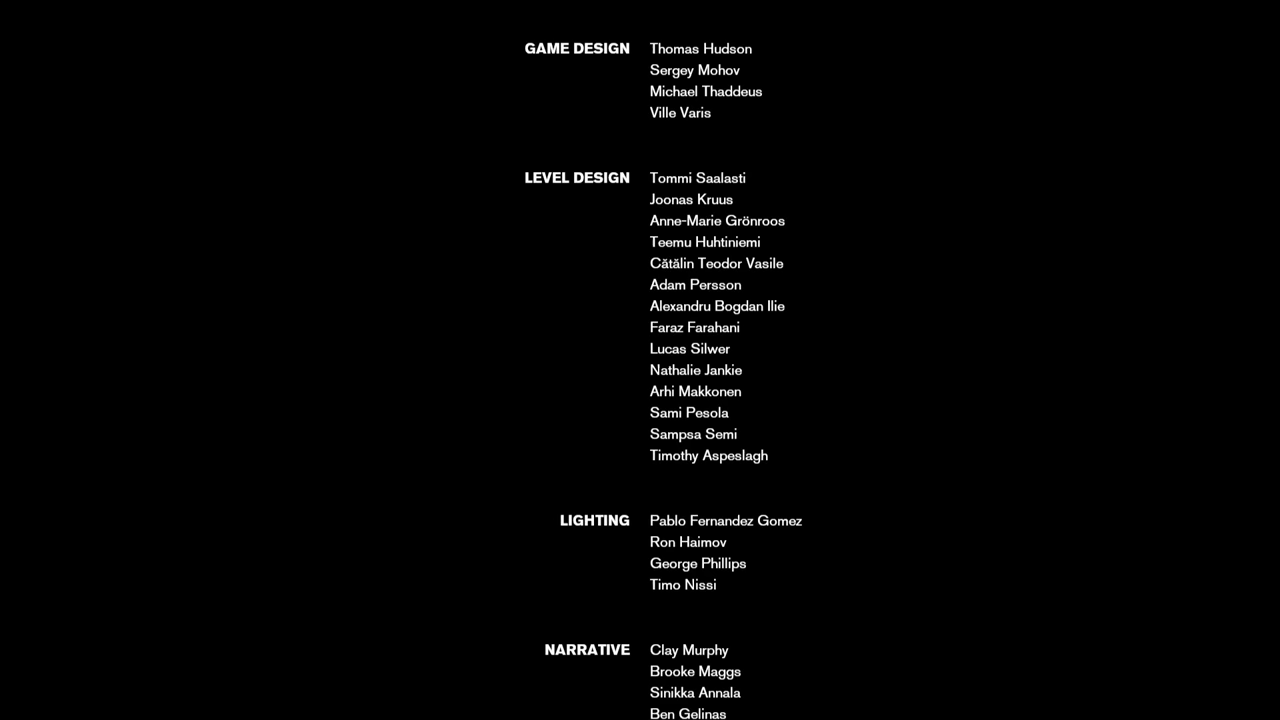 GAME DESIGN Thomas Hudson
Sergey Mohov
Michael Thaddeus
Ville Varis
LEVEL DESIGN Tommi Saalasti
Joonas Kruus
Anne-Marie Grönroos
Teemu Huhtiniemi
Cătălin Teodor Vasile
Adam Persson
Alexandru Bogdan Ilie
Faraz Farahani
Lucas Silwer
Nathalie Jankie
Arhi Makkonen
Sami Pesola
Sampsa Semi
Timothy Aspeslagh
LIGHTING Pablo Fernandez Gomez
Ron Haimov
George Phillips
Timo Nissi
NARRATIVE Clay Murphy
Brooke Maggs
Sinikka Annala
Ben Gelinas